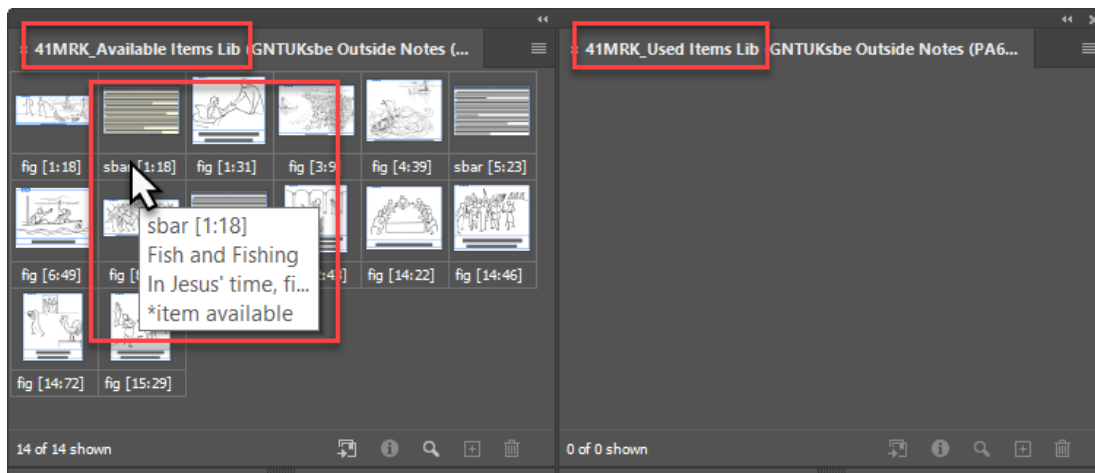 41MRK_Available Items Lib (GNTUKsbe Outside Notes (...
fig [1:18] sbar [1:18] fig [1:31] fig [3:9] fig [4:39] sbar [5:23]
fig [6:49] fig [8 :43] fig [14:22] fig [14:46]
sbar [1:18]
Fish and Fishing
In Jesus' time, fi...
*item available
fig [14:72] fig [15:29]
14 of 14 shown
41MRK_Used Items Lib (GNTUKsbe Outside Notes (PA6...
0 of 0 shown